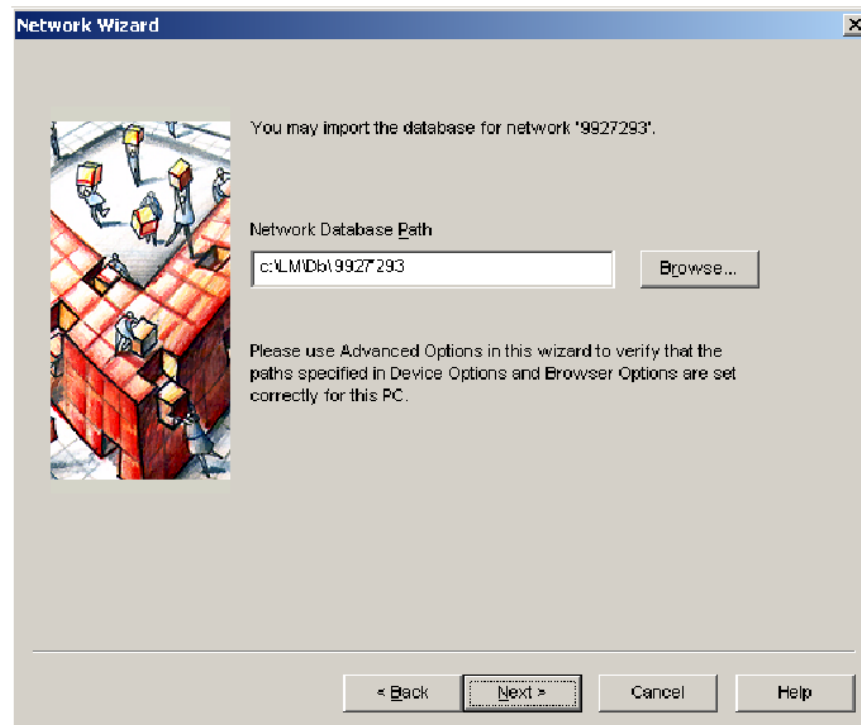 Network Wizard
You may import the database for network '9927293'.
Network Database Path
c:\LM\Db\9927293
Browse...
Please use Advanced Options in this wizard to verify that the
paths specified in Device Options and Browser Options are set
correctly for this PC.
< Back
Next >
Cancel
Help